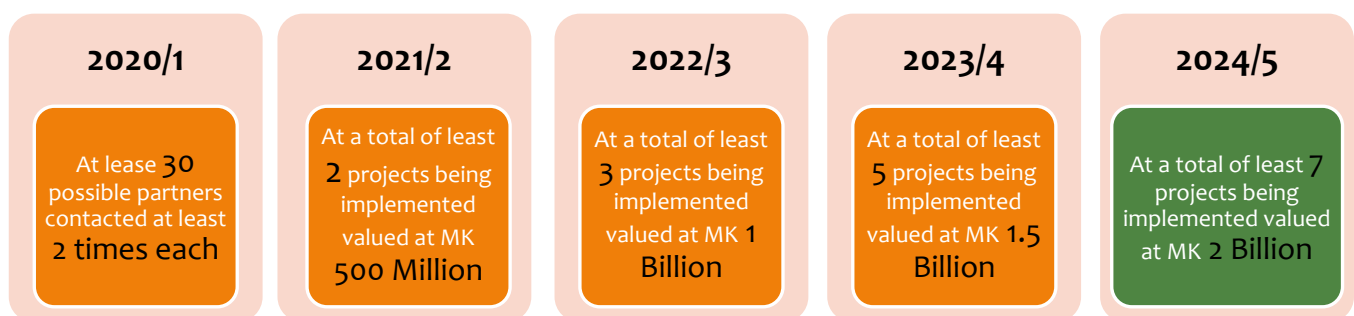 2020/1
At lease 30
possible partners
contacted at least
2 times each
2021/2
At a total of least
2 projects being
implemented
valued at MK
500 Million
2022/3
At a total of least
3 projects being
implemented
valued at MK 1
Billion
2023/4
At a total of least
5 projects being
implemented
valued at MK 1.5
Billion
2024/5
At a total of least 7
projects being
implemented valued
at MK 2 Billion